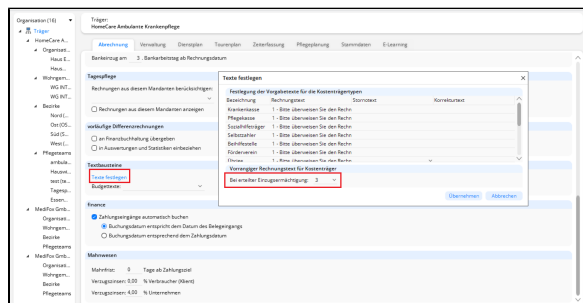 Organisation (16)
Träger
HomeCare A...
Organisati...
Haus E...
Haus...
Wohngem...
WG INT...
WG INT...
Bezirke
Nord (...
Ost (OS...
Süd (S...
West (...
Pflegeteams
ambula...
Hauswi...
test (te...
Tagesp...
Essen...
MediFox Gmb...
Organisati...
Wohngem...
Bezirke
Pflegeteams
MediFox Gmb...
Organisati...
Wohngem...
Bezirke
Pflegeteams
Träger:
HomeCare Ambulante Krankenpflege
Abrechnung Verwaltung Dienstplan Tourenplan Zeiterfassung Pflegeplanung Stammdaten E-Learning
Bankeinzug am 3 . Bankarbeitstag ab Rechnungsdatum
Tagespflege
Rechnungen aus diesem Mandanten berücksichtigen:
Rechnungen aus diesem Mandanten anzeigen
vorläufige Differenzrechnungen
an Finanzbuchhaltung übergeben
in Auswertungen und Statistiken einbeziehen
Textbausteine
Texte festlegen
Budgettexte:
Finance
Zahlungseingänge automatisch buchen
Buchungsdatum entspricht dem Datum des Belegeingangs
Buchungsdatum entsprechend dem Zahlungsdatum
Mahnwesen
Mahnfrist: 0 Tage ab Zahlungsziel
Verzugszinsen: 0,00 % Verbraucher (Klient)
Verzugszinsen: 4,00 % Unternehmen
Texte festlegen
Festlegung der Vorgabetexte für die Kostenträgertypen
Bezeichnung Rechnungstext Stornotext Korrekturtext
Krankenkasse 1 - Bitte überweisen Sie den Rechn
Pflegekasse 1 - Bitte überweisen Sie den Rechn
Sozialhilfeträger 1 - Bitte überweisen Sie den Rechn
Selbstzahler 1 - Bitte überweisen Sie den Rechn
Beihilfestelle 1 - Bitte überweisen Sie den Rechn
Förderverein 1 - Bitte überweisen Sie den Rechn
Übrige 1 - Bitte überweisen Sie den Rechn
Vorrangiger Rechnungstext für Kostenträger
Bei erteilter Einzugsermächtigung: 3
Übernehmen Abbrechen